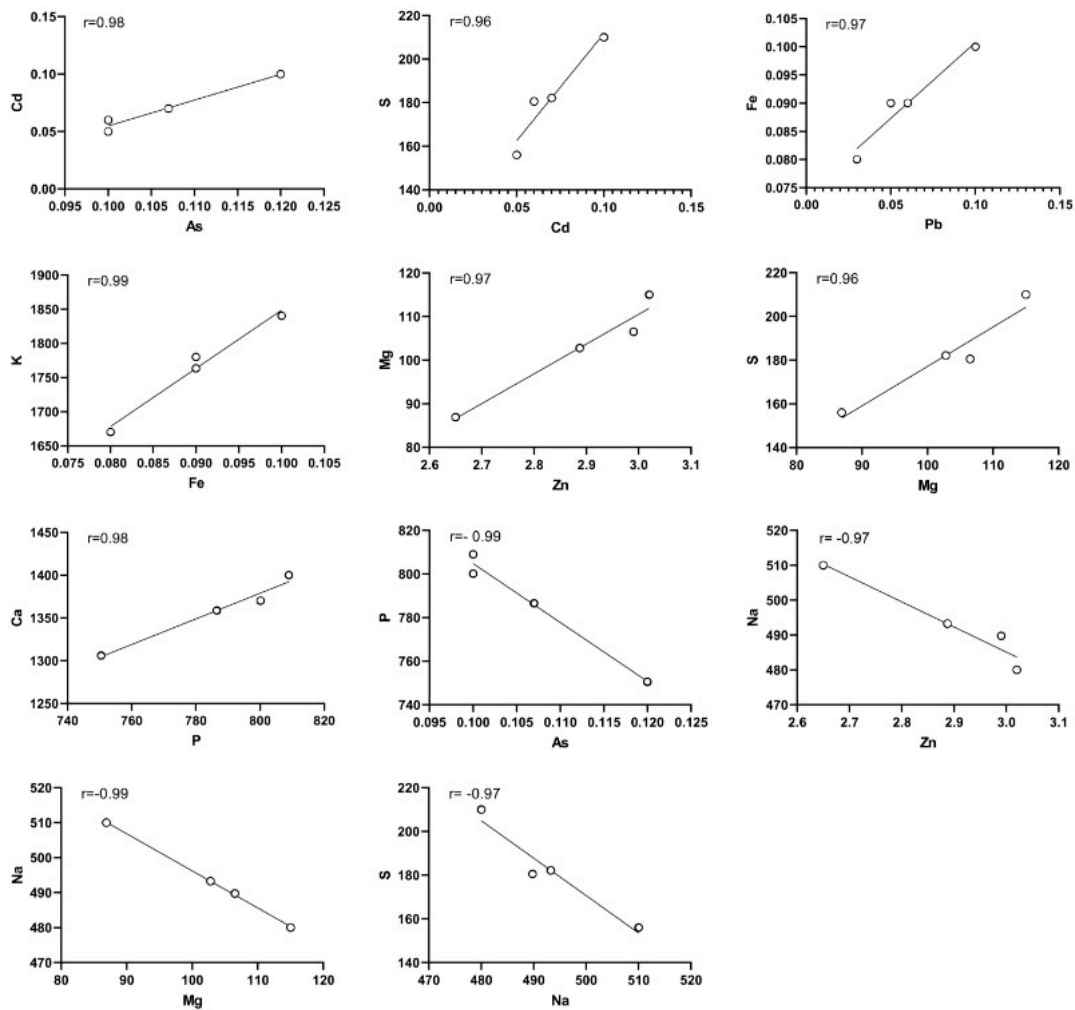 r=0.98
0.15
0.10
0.05
0.00
Cd
0.095 0.100 0.105 0.110 0.115 0.120 0.125
As
r=0.96
220
200
180
160
140
S
0.00 0.05 0.10 0.15
Cd
r=0.97
0.105
0.100
0.095
0.090
0.085
0.080
0.075
Fe
0.00 0.05 0.10 0.15
Pb
r=0.99
1900
1850
1800
1750
1700
1650
K
0.075 0.080 0.085 0.090 0.095 0.100 0.105
Fe
r=0.97
120
110
100
90
80
Mg
2.6 2.7 2.8 2.9 3.0 3.1
Zn
r=0.96
220
200
180
160
140
S
80 90 100 110 120
Mg
r=0.98
1450
1400
1350
1300
1250
Ca
740 760 780 800 820
P
r=- 0.99
820
800
780
760
740
P
0.095 0.100 0.105 0.110 0.115 0.120 0.125
As
r= -0.97
520
510
500
490
480
470
Na
2.6 2.7 2.8 2.9 3.0 3.1
Zn
r=-0.99
520
510
500
490
480
470
Na
80 90 100 110 120
Mg
r= -0.97
220
200
180
160
140
S
470 480 490 500 510 520
Na